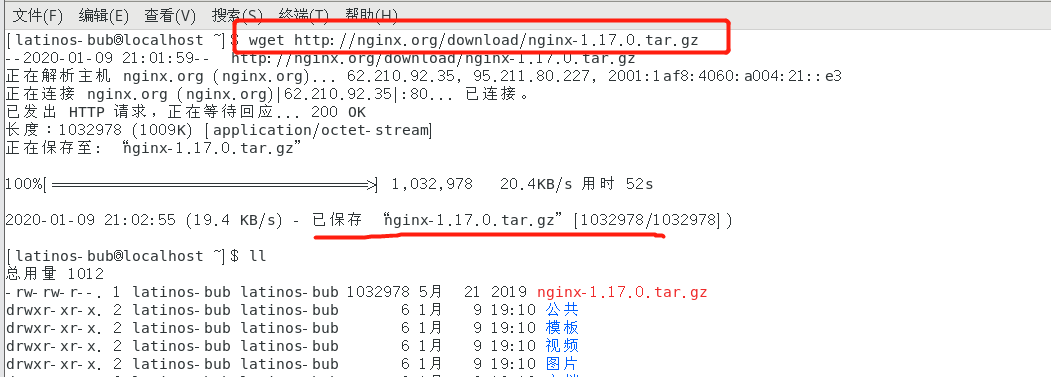 文件(F) 编辑(E) 查看(V) 搜索(S) 终端(T) 帮助(H)
[latinos-bub@localhost ~]$ wget http://nginx.org/download/nginx-1.17.0.tar.gz
--2020-01-09 21:01:59-- http://nginx.org/download/nginx-1.17.0.tar.gz
正在解析主机 nginx.org (nginx.org)... 62.210.92.35, 95.211.80.227, 2001:1af8:4060:a004:21::e3
正在连接 nginx.org (nginx.org)|62.210.92.35|:80... 已连接。
已发出 HTTP 请求，正在等待回应... 200 OK
长度：1032978 (1009K) [application/octet-stream]
正在保存至: “nginx-1.17.0.tar.gz”
100%[===================================>] 1,032,978 20.4KB/s 用时 52s
2020-01-09 21:02:55 (19.4 KB/s) - 已保存 “nginx-1.17.0.tar.gz” [1032978/1032978])
[latinos-bub@localhost ~]$ ll
总用量 1012
-rw-rw-r--. 1 latinos-bub latinos-bub 1032978 5月 21 2019 nginx-1.17.0.tar.gz
drwxr-xr-x. 2 latinos-bub latinos-bub 6 1月 9 19:10 公共
drwxr-xr-x. 2 latinos-bub latinos-bub 6 1月 9 19:10 模板
drwxr-xr-x. 2 latinos-bub latinos-bub 6 1月 9 19:10 视频
drwxr-xr-x. 2 latinos-bub latinos-bub 6 1月 9 19:10 图片